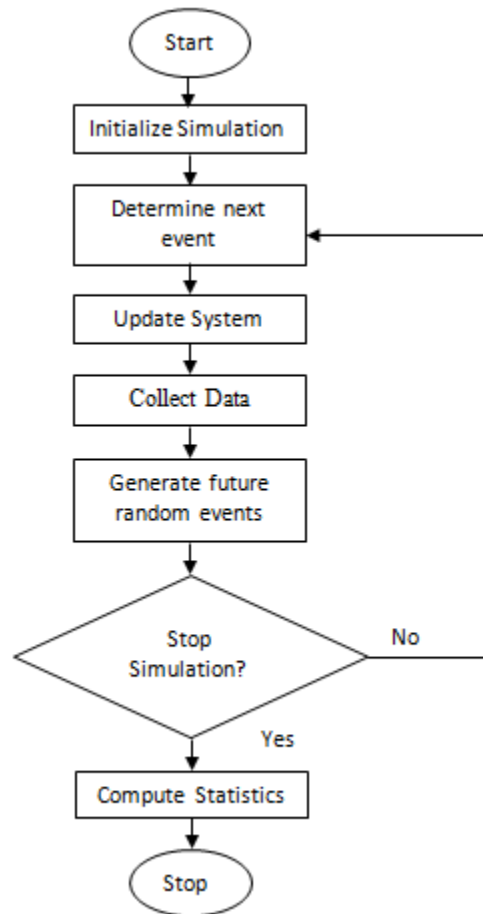 Start
Initialize Simulation
Determine next
event
Update System
Collect Data
Generate future
random events
Stop
Simulation?
No
Yes
Compute Statistics
Stop